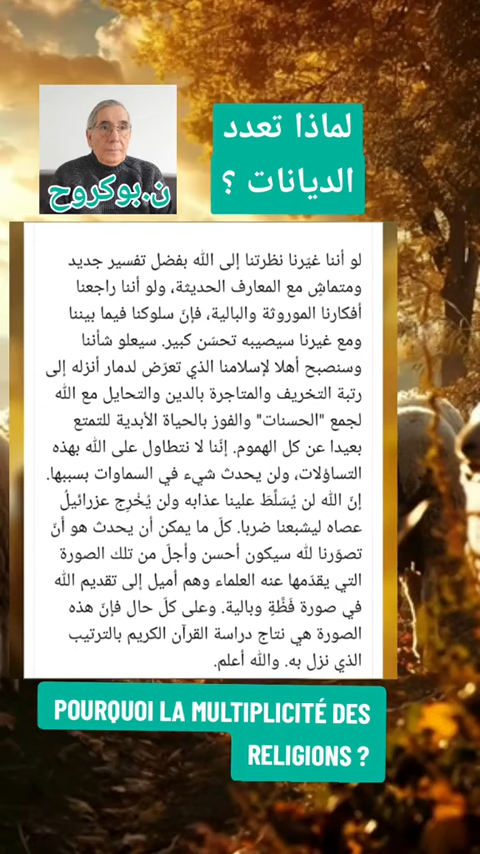 لماذا تعدد
الديانات ؟
ن.بوكروح
لو أننا غيّرنا نظرتنا إلى الله بفضل تفسير جديد
ومتماشٍ مع المعارف الحديثة، ولو أننا راجعنا
أفكارنا الموروثة والبالية، فإنّ سلوكنا فيما بيننا
ومع غيرنا سيصيبه تحسّن كبير. سيعلو شأننا
وسنصبح أهلا لإسلامنا الذي تعرّض لدمار أنزله إلى
رتبة التخريف والمتاجرة بالدين والتحايل مع الله
لجمع "الحسنات" والفوز بالحياة الأبدية للتمتع
بعيدا عن كل الهموم. إنّنا لا نتطاول على الله بهذه
التساؤلات، ولن يحدث شيء في السماوات بسببها.
إنّ الله لن يُسَلِّطَ علينا عذابه ولن يُخْرِج عزرائيلُ
عصاه ليشبعنا ضربا. كلّ ما يمكن أن يحدث هو أنّ
تصوّرنا لله سيكون أحسن وأجلّ من تلك الصورة
التي يقدّمها عنه العلماء وهم أميل إلى تقديم الله
في صورة فَظَّةٍ وبالية. وعلى كلّ حال فإنّ هذه
الصورة هي نتاج دراسة القرآن الكريم بالترتيب
الذي نزل به. والله أعلم.
POURQUOI LA MULTIPLICITÉ DES
RELIGIONS ?